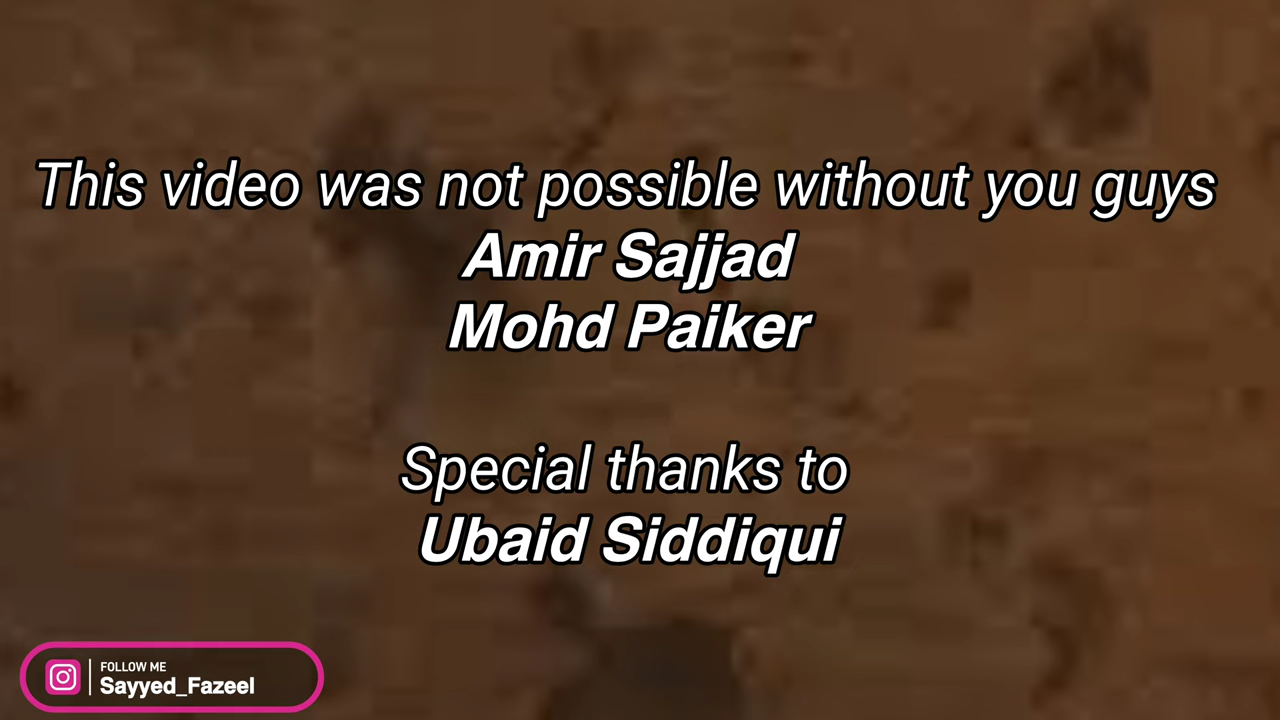 This video was not possible without you guys
Amir Sajjad
Mohd Paiker
Special thanks to
Ubaid Siddiqui
FOLLOW ME
Sayyed_Fazeel